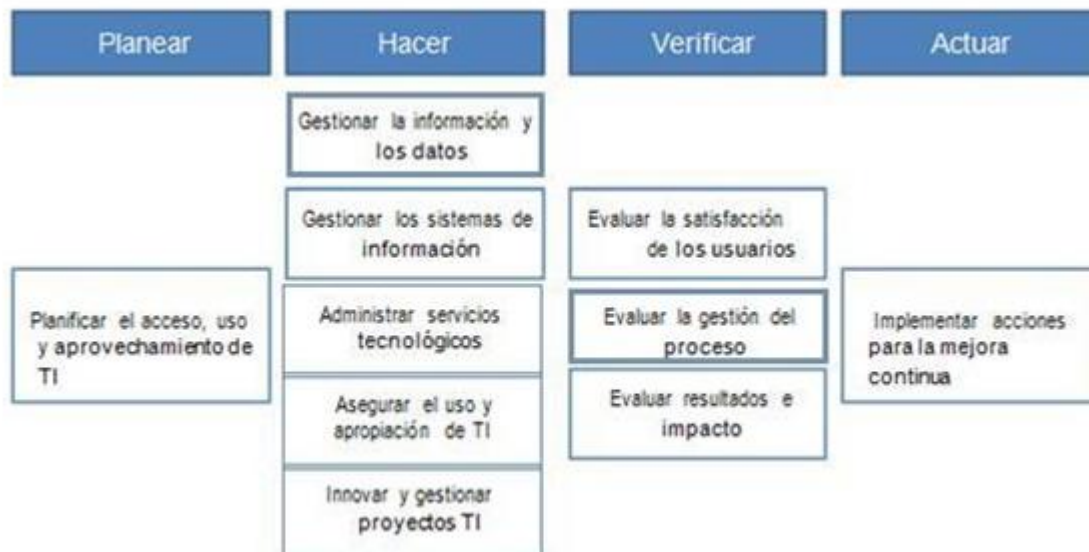 Planear
Hacer
Verificar
Actuar
Planificar el acceso, uso
y aprovechamiento de
TI
Gestionar la información y
los datos
Gestionar los sistemas de
información
Administrar servicios
tecnológicos
Asegurar el uso y
apropiación de TI
Innovar y gestionar
proyectos TI
Evaluar la satisfacción
de los usuarios
Evaluar la gestión del
proceso
Evaluar resultados e
impacto
Implementar acciones
para la mejora
continua